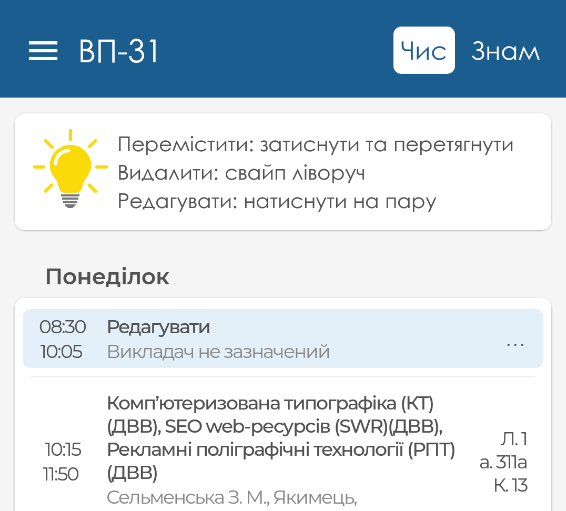 ВП-31
Чис Знам
Перемістити: затиснути та перетягнути
Видалити: свайп ліворуч
Редагувати: натиснути на пару
Понеділок
08:30 Редагувати
10:05 Викладач не зазначений ...
Комп’ютеризована типографіка (КТ)
(ДВВ), SEO web-ресурсів (SWR)(ДВВ),
Рекламні поліграфічні технології (РПТ)
(ДВВ)
Сельменська З. М., Якимець,
10:15
11:50
Л. 1
а. 311а
К. 13